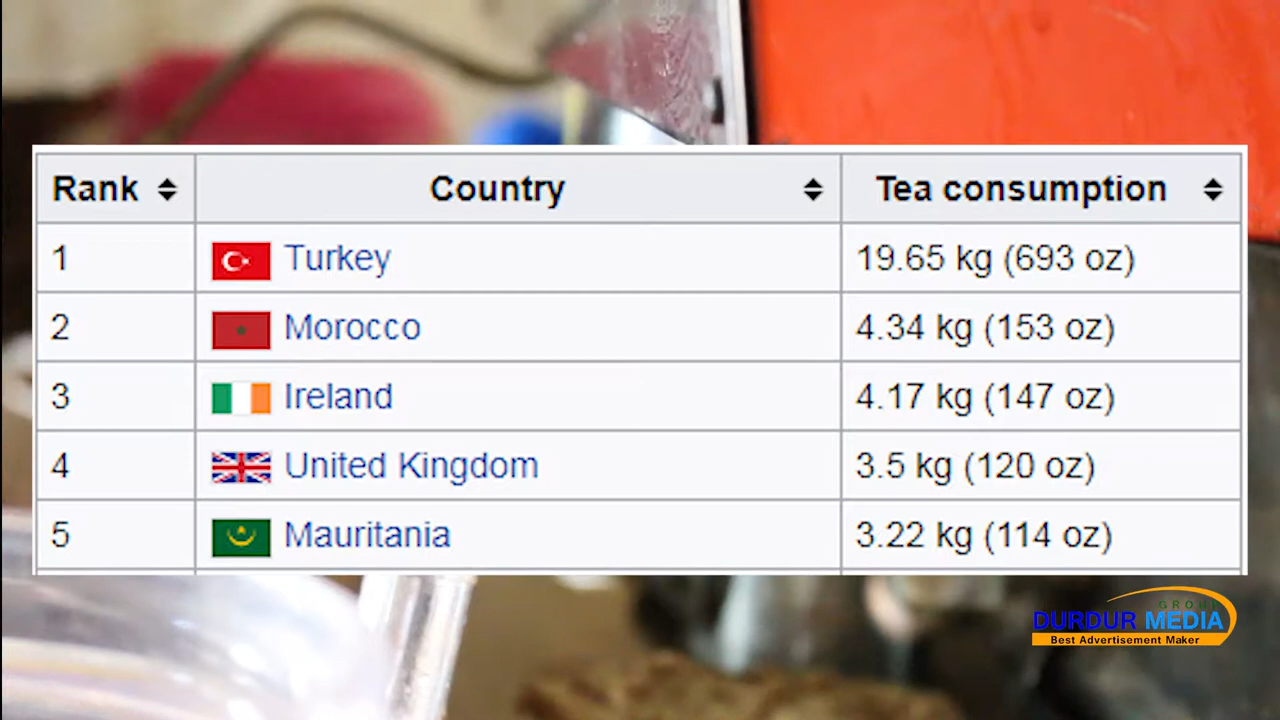 Rank Country Tea consumption
1 Turkey 19.65 kg (693 oz)
2 Morocco 4.34 kg (153 oz)
3 Ireland 4.17 kg (147 oz)
4 United Kingdom 3.5 kg (120 oz)
5 Mauritania 3.22 kg (114 oz)
GROUP
DURDUR MEDIA
Best Advertisement Maker